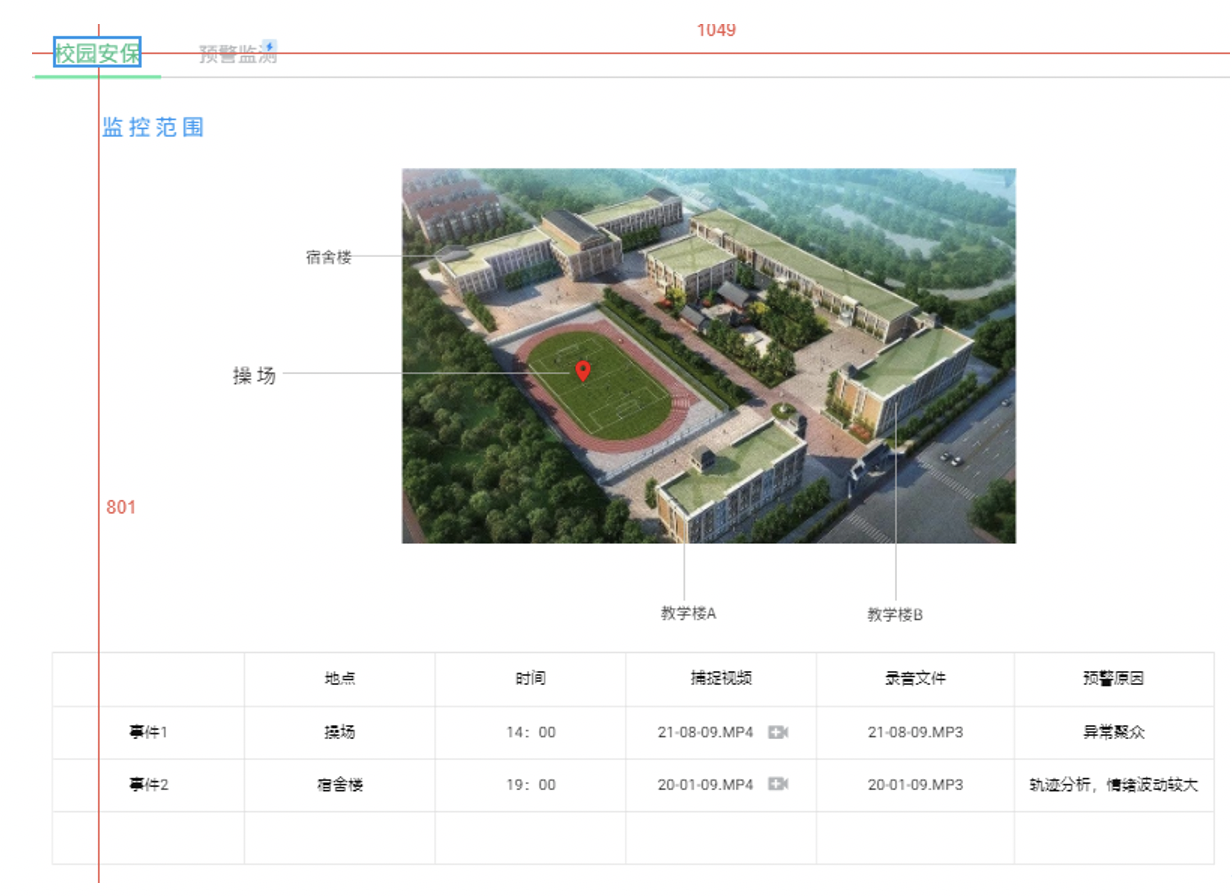 1049
校园安保 预警监测
监控范围
宿舍楼
操场
801
教学楼A 教学楼B
地点 时间 捕捉视频 录音文件 预警原因
事件1 操场 14：00 21-08-09.MP4 21-08-09.MP3 异常聚众
事件2 宿舍楼 19：00 20-01-09.MP4 20-01-09.MP3 轨迹分析，情绪波动较大